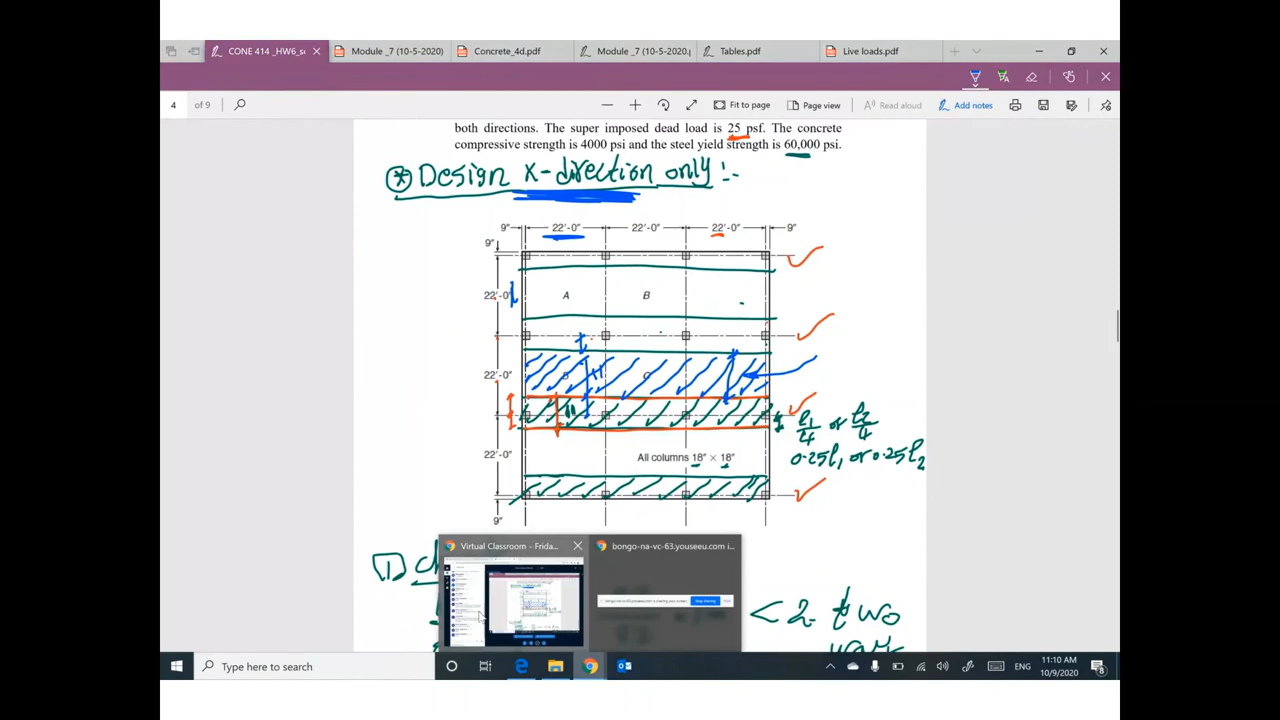 CONE 414 _HW6_s
Module _7 (10-5-2020)
Concrete_4d.pdf
Module _7 (10-5-2020).
Tables.pdf
Live loads.pdf
4
of 9
Fit to page
Page view
Read aloud
Add notes
both directions. The super imposed dead load is 25 psf. The concrete
compressive strength is 4000 psi and the steel yield strength is 60,000 psi.
Design x-direction only :-
9" 22'-0" 22'-0" 22'-0" 9"
9"
22'-0" A B
22'-0" C
22'-0" All columns 18" × 18"
9"
l1/4 or l2/4
0.25l1 or 0.25l2
Virtual Classroom - Frida...
bongo-na-vc-63.youseeu.com i...
1
< 2 two
way
Type here to search
ENG
11:10 AM
10/9/2020